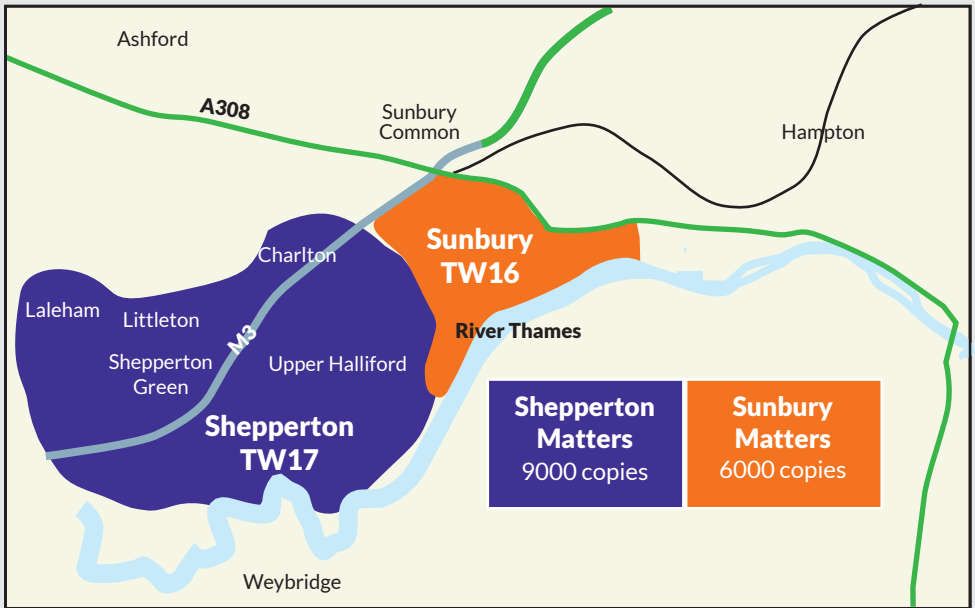 Ashford
A308
Sunbury
Common
Hampton
Sunbury
TW16
Charlton
Laleham
Littleton
River Thames
M3
Shepperton
Green
Upper Halliford
Shepperton
TW17
Shepperton
Matters
9000 copies
Sunbury
Matters
6000 copies
Weybridge